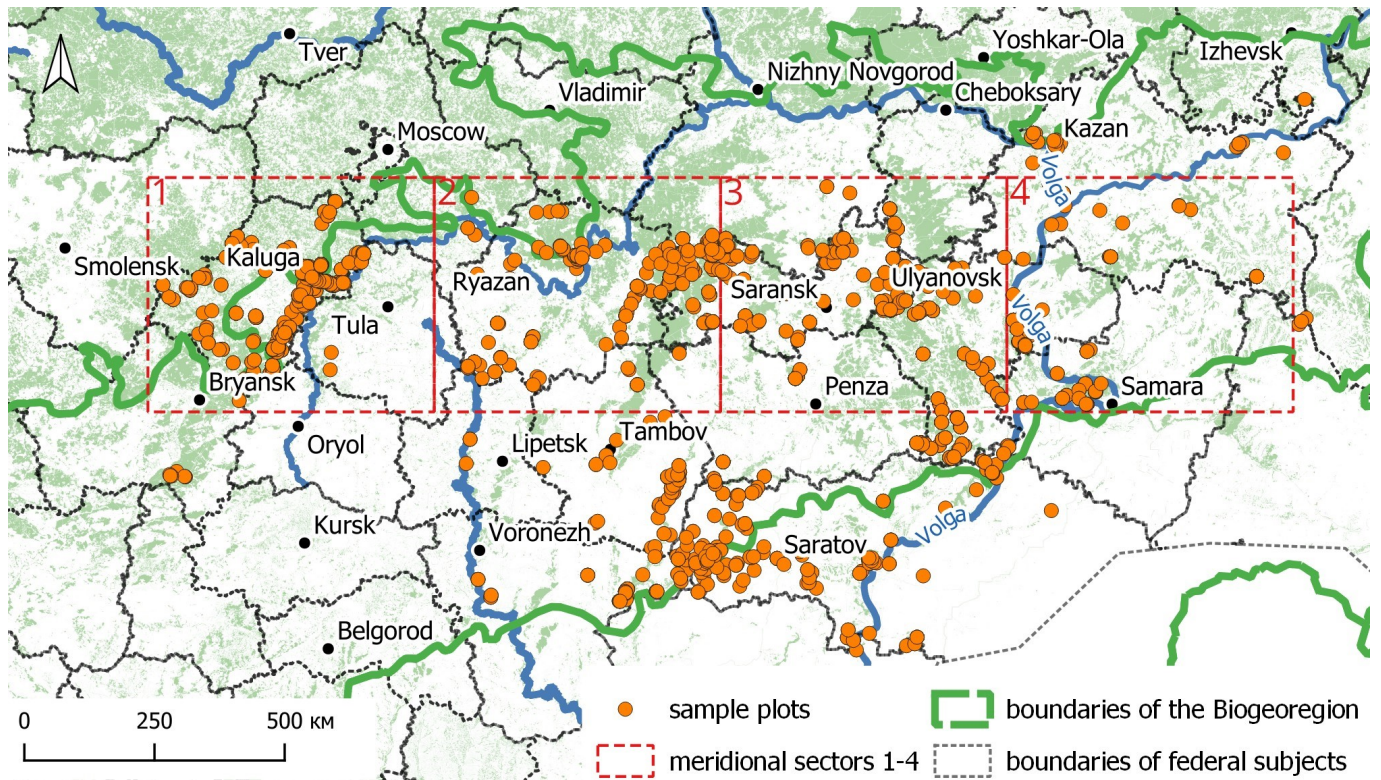 Tver
Yoshkar-Ola
Izhevsk
Nizhny Novgorod
Vladimir
Cheboksary
Moscow
Kazan
Volga
1
2
3
4
Smolensk
Kaluga
Ryazan
Saransk
Ulyanovsk
Volga
Tula
Bryansk
Penza
Samara
Oryol
Lipetsk
Tambov
Kursk
Voronezh
Saratov
Volga
Belgorod
0 250 500 км
sample plots
boundaries of the Biogeoregion
meridional sectors 1-4
boundaries of federal subjects